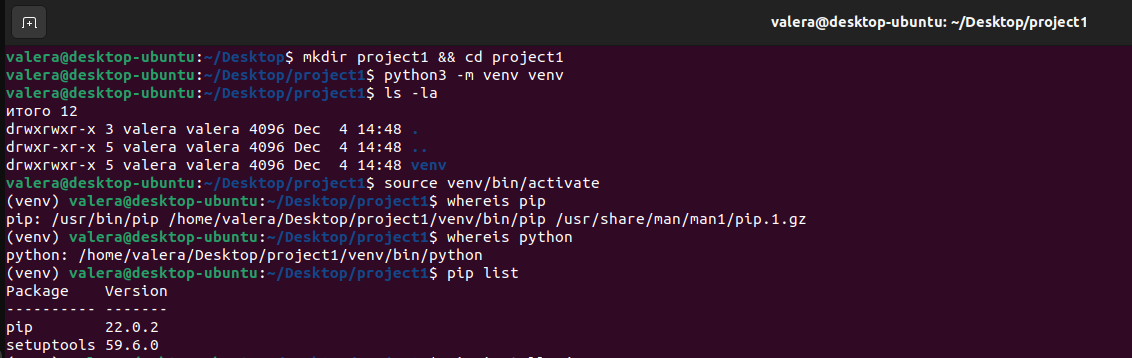 valera@desktop-ubuntu: ~/Desktop/project1
valera@desktop-ubuntu:~/Desktop$ mkdir project1 && cd project1
valera@desktop-ubuntu:~/Desktop/project1$ python3 -m venv venv
valera@desktop-ubuntu:~/Desktop/project1$ ls -la
итого 12
drwxrwxr-x 3 valera valera 4096 Dec  4 14:48 .
drwxr-xr-x 5 valera valera 4096 Dec  4 14:48 ..
drwxrwxr-x 5 valera valera 4096 Dec  4 14:48 venv
valera@desktop-ubuntu:~/Desktop/project1$ source venv/bin/activate
(venv) valera@desktop-ubuntu:~/Desktop/project1$ whereis pip
pip: /usr/bin/pip /home/valera/Desktop/project1/venv/bin/pip /usr/share/man/man1/pip.1.gz
(venv) valera@desktop-ubuntu:~/Desktop/project1$ whereis python
python: /home/valera/Desktop/project1/venv/bin/python
(venv) valera@desktop-ubuntu:~/Desktop/project1$ pip list
Package    Version
---------- -------
pip        22.0.2
setuptools 59.6.0